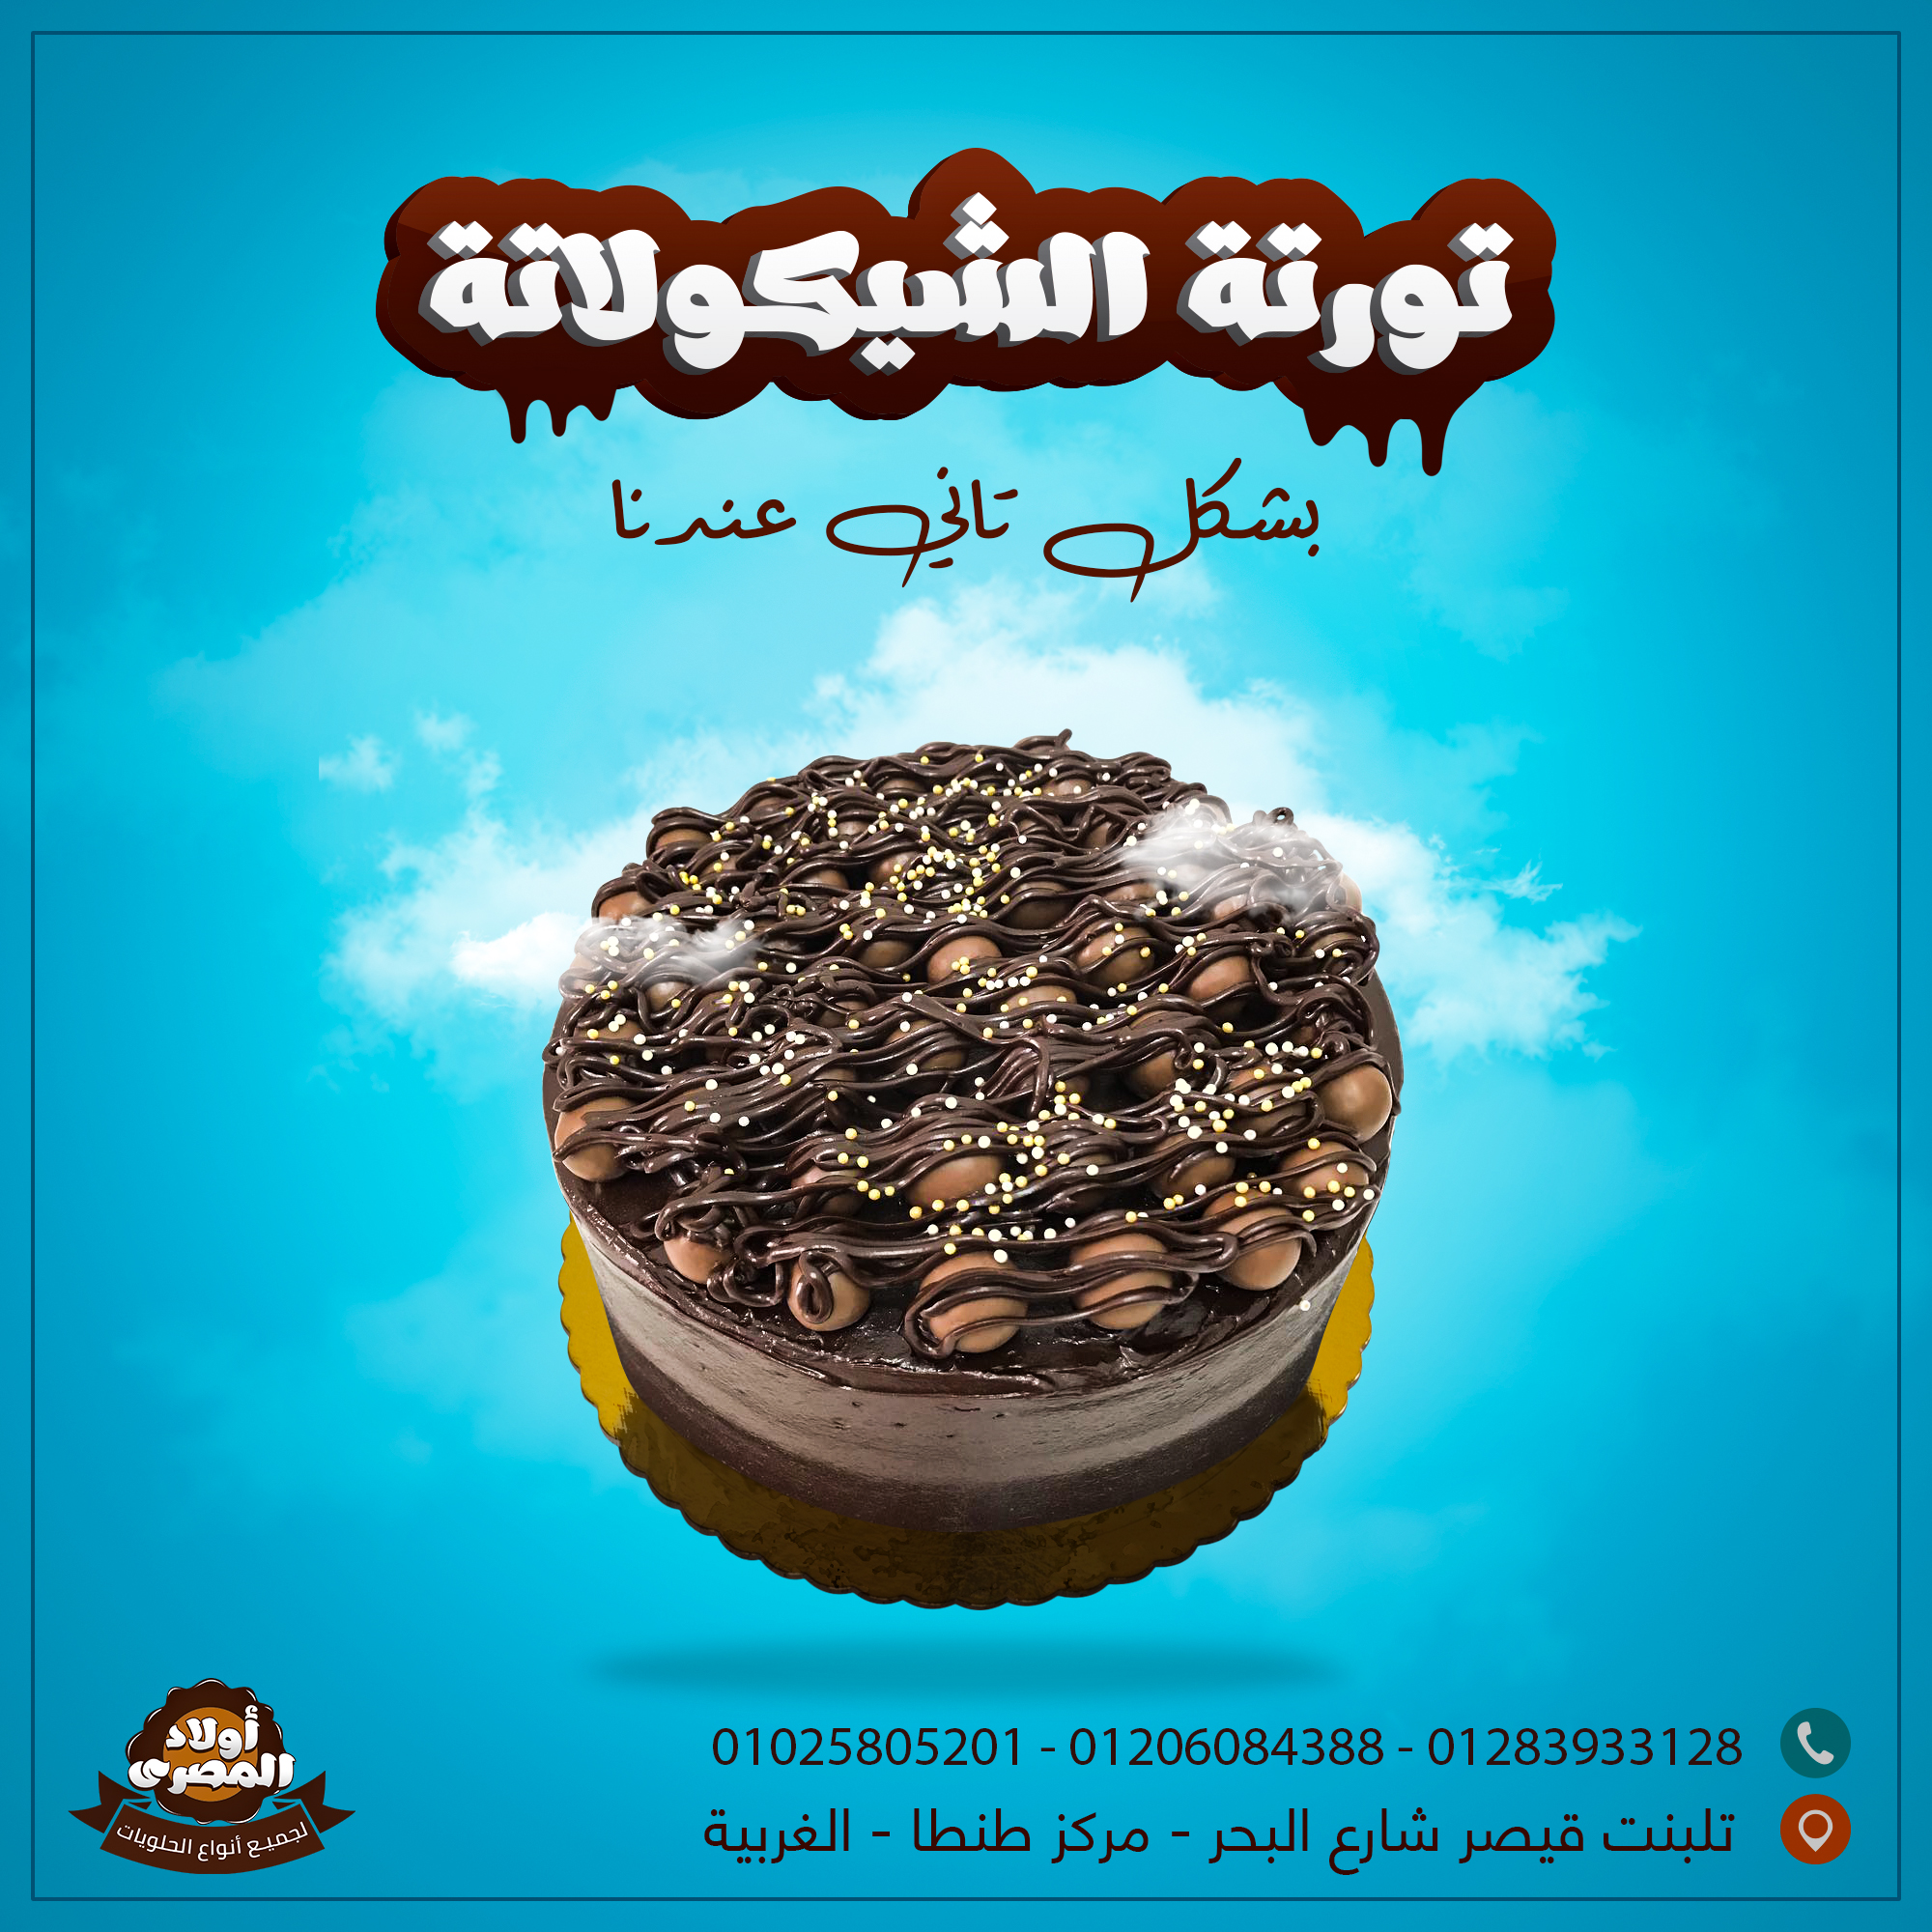 تورتة الشيكولاتة
بشكل تاني عندنا
01025805201 - 01206084388 - 01283933128
تلبنت قيصر شارع البحر - مركز طنطا - الغربية
أولاد
المصرى
لجميع أنواع الحلويات